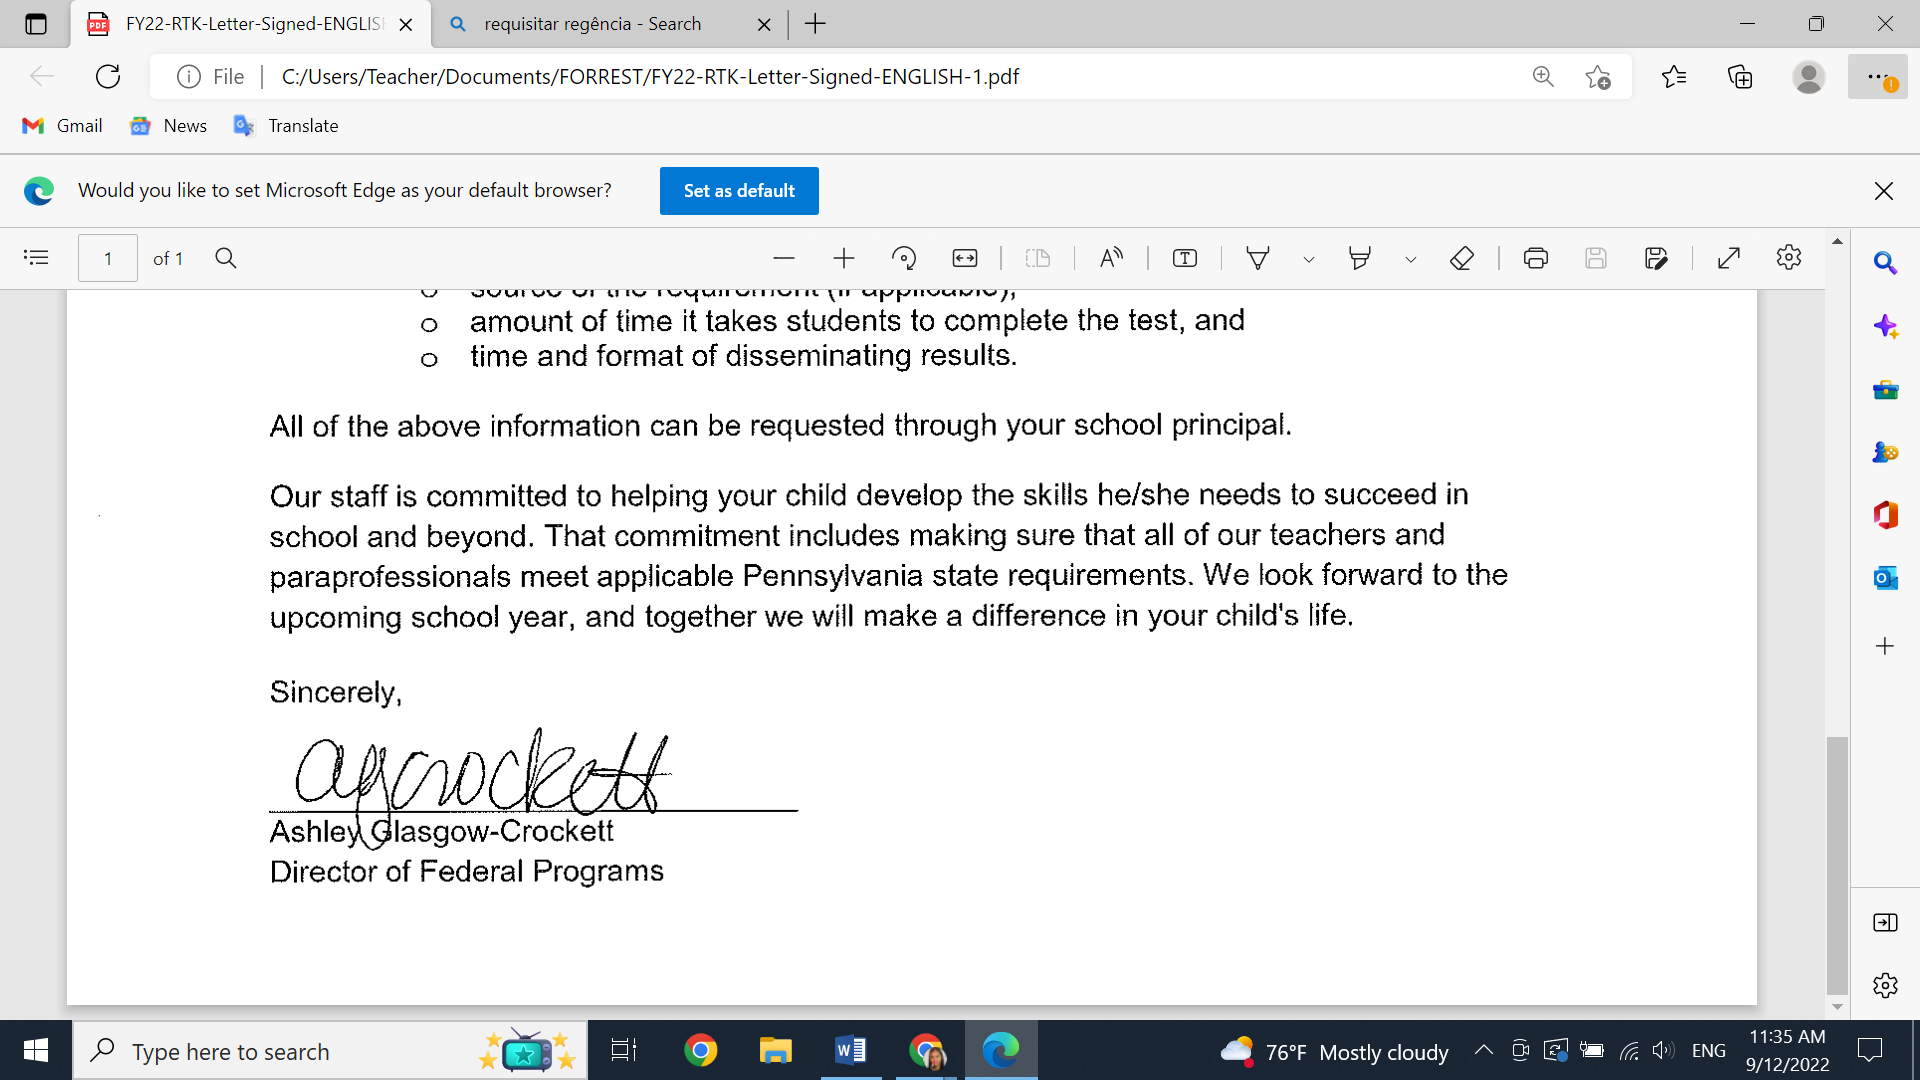 FY22-RTK-Letter-Signed-ENGLISH
requisitar regência - Search
File
C:/Users/Teacher/Documents/FORREST/FY22-RTK-Letter-Signed-ENGLISH-1.pdf
Gmail
News
Translate
Would you like to set Microsoft Edge as your default browser?
Set as default
1
of 1
source of the requirement (if applicable),
o amount of time it takes students to complete the test, and
o time and format of disseminating results.
All of the above information can be requested through your school principal.
Our staff is committed to helping your child develop the skills he/she needs to succeed in
school and beyond. That commitment includes making sure that all of our teachers and
paraprofessionals meet applicable Pennsylvania state requirements. We look forward to the
upcoming school year, and together we will make a difference in your child's life.
Sincerely,
agcrockett
Ashley Glasgow-Crockett
Director of Federal Programs
Type here to search
76°F Mostly cloudy
ENG
11:35 AM
9/12/2022